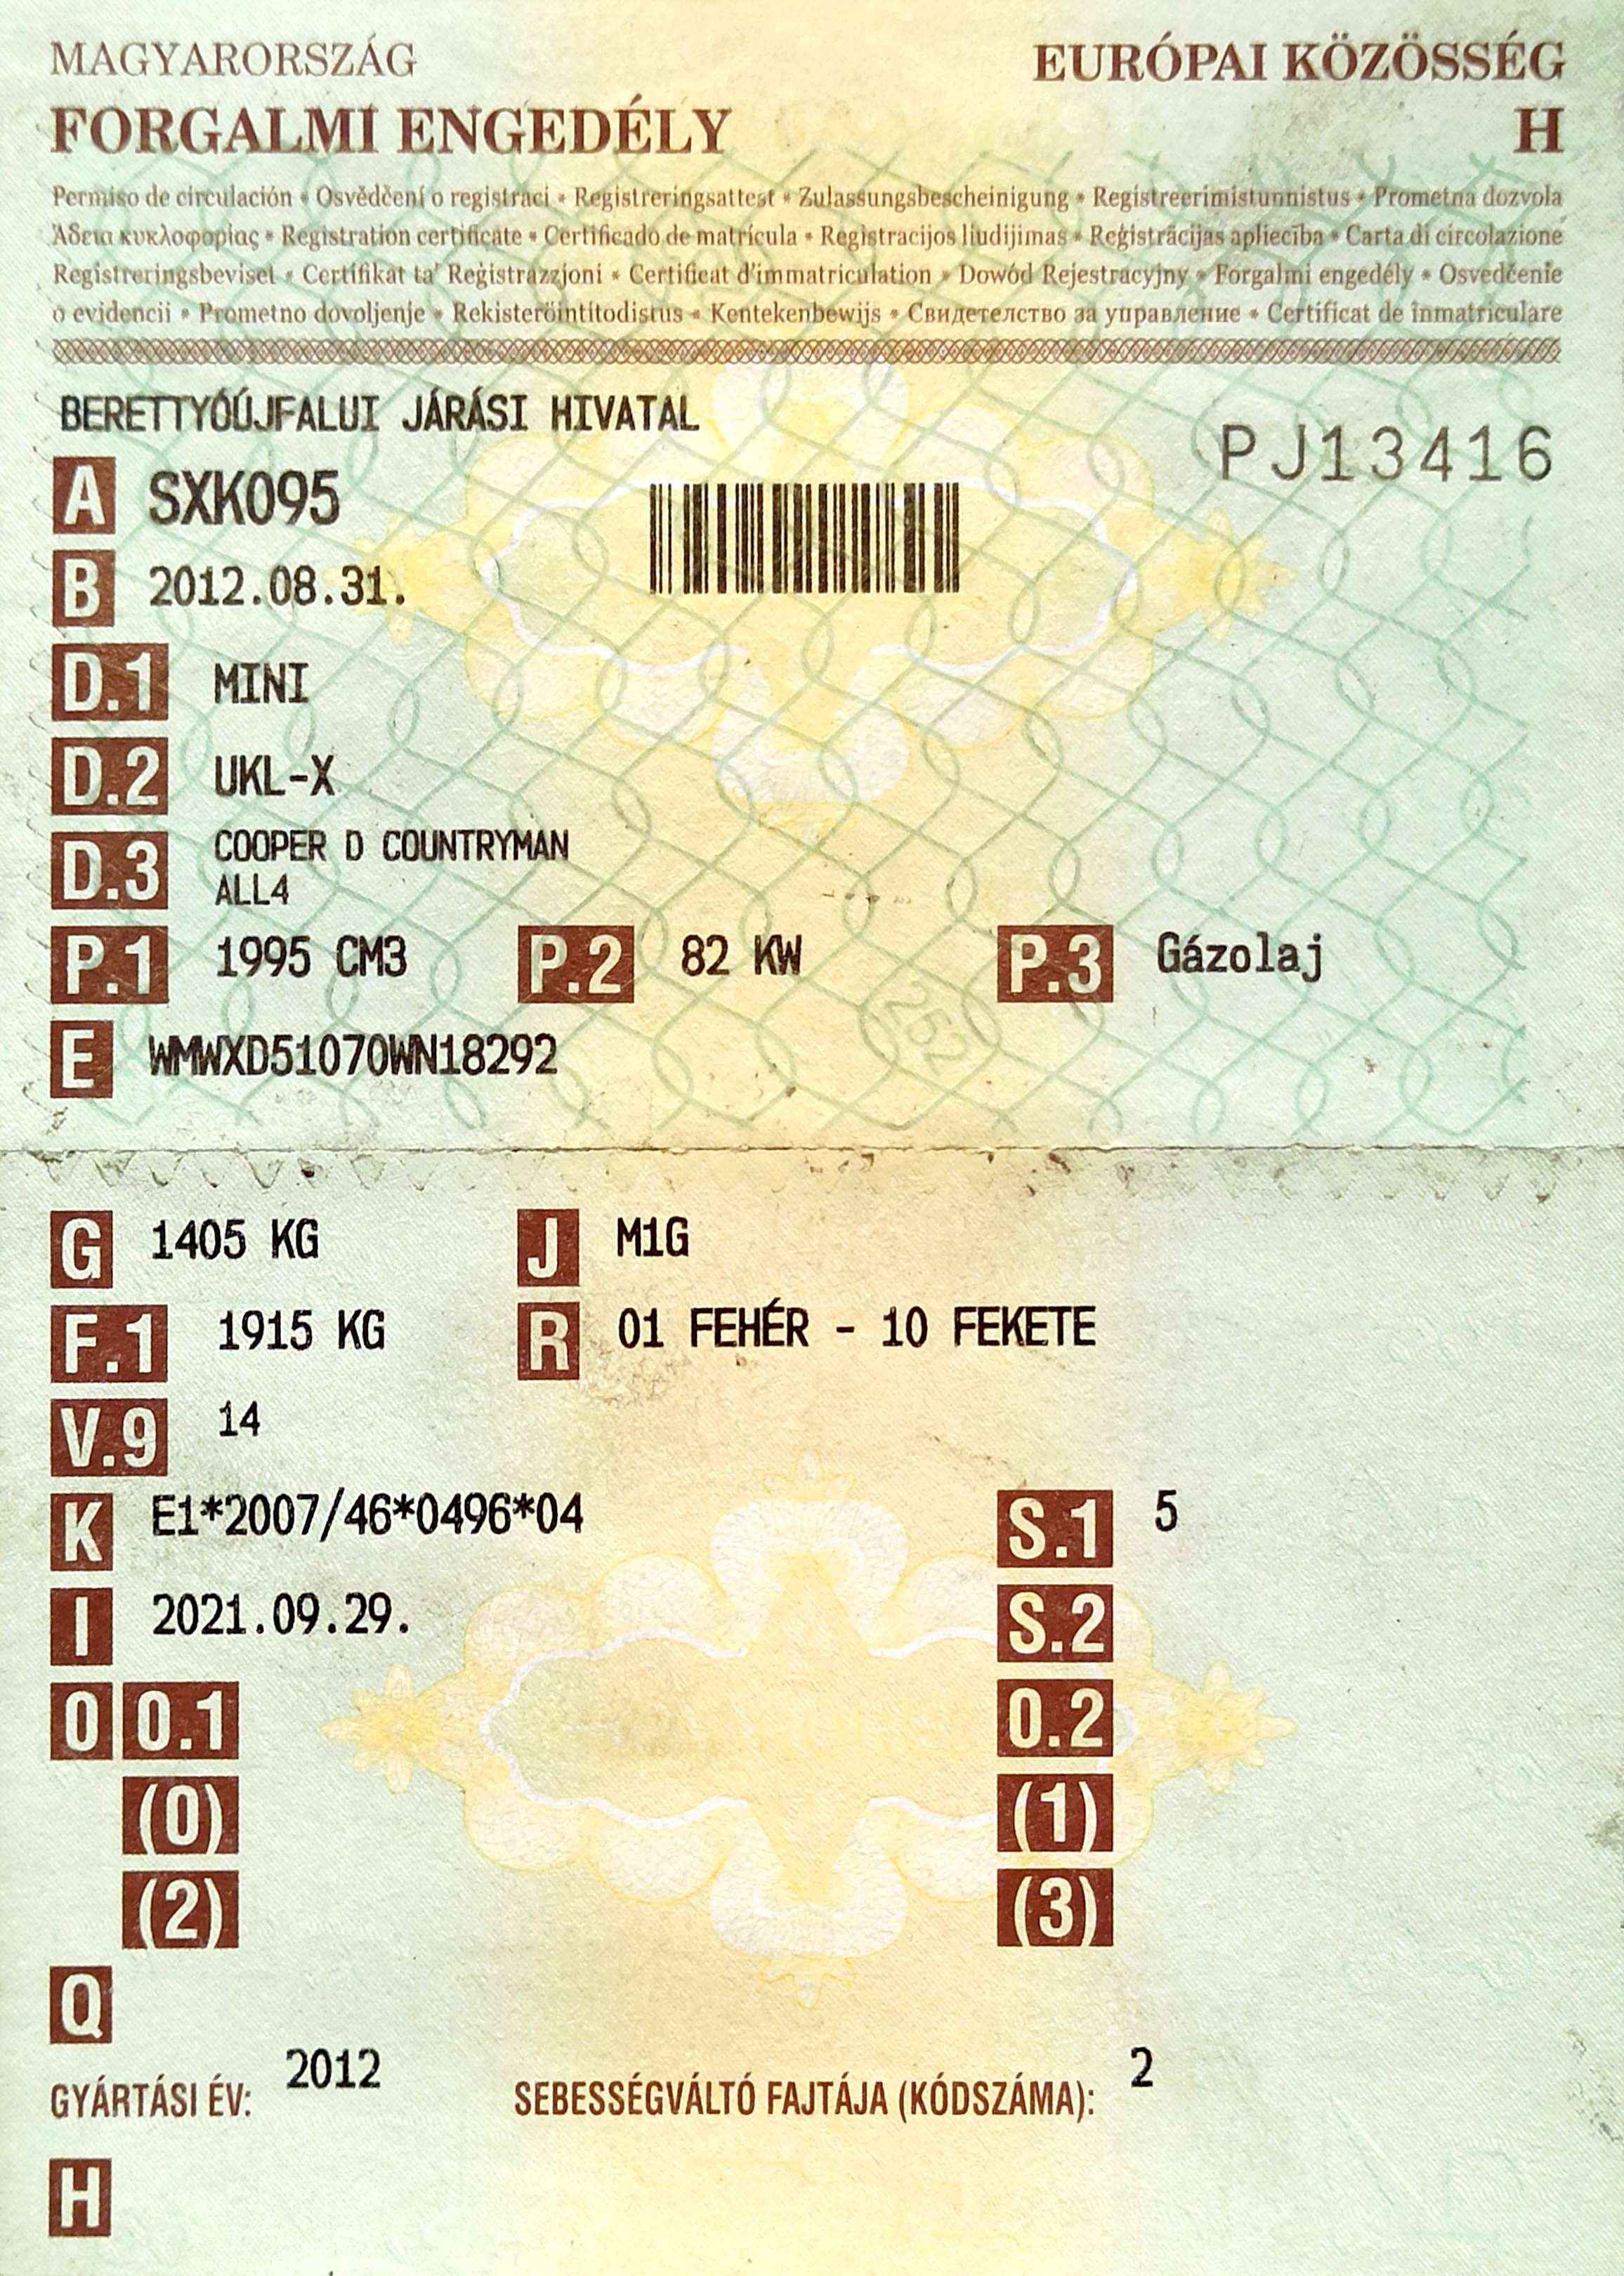 MAGYARORSZÁG EURÓPAI KÖZÖSSÉG
FORGALMI ENGEDÉLY H
Permiso de circulación • Osvědčení o registraci • Registreringsattest • Zulassungsbescheinigung • Registreerimistunnistus • Prometna dozvola
Άδεια κυκλοφορίας • Registration certificate • Certificado de matrícula • Registracijos liudijimas • Reģistrācijas apliecība • Carta di circolazione
Registreringsbeviset • Ċertifikat ta' Reġistrazzjoni • Certificat d'immatriculation • Dowód Rejestracyjny • Forgalmi engedély • Osvedčenie
o evidencii • Prometno dovoljenje • Rekisteröintitodistus • Kentekenbewijs • Свидетелство за управление • Certificat de înmatriculare
BERETTYÓÚJFALUI JÁRÁSI HIVATAL
PJ13416
A SXK095
B 2012.08.31.
D.1 MINI
D.2 UKL-X
D.3 COOPER D COUNTRYMAN
ALL4
P.1 1995 CM3 P.2 82 KW P.3 Gázolaj
252
E WMWXD51070WN18292
G 1405 KG J M1G
F.1 1915 KG R 01 FEHÉR - 10 FEKETE
V.9 14
K E1*2007/46*0496*04 S.1 5
I 2021.09.29. S.2
O O.1 O.2
(0) (1)
(2) (3)
Q
GYÁRTÁSI ÉV: 2012 SEBESSÉGVÁLTÓ FAJTÁJA (KÓDSZÁMA): 2
H